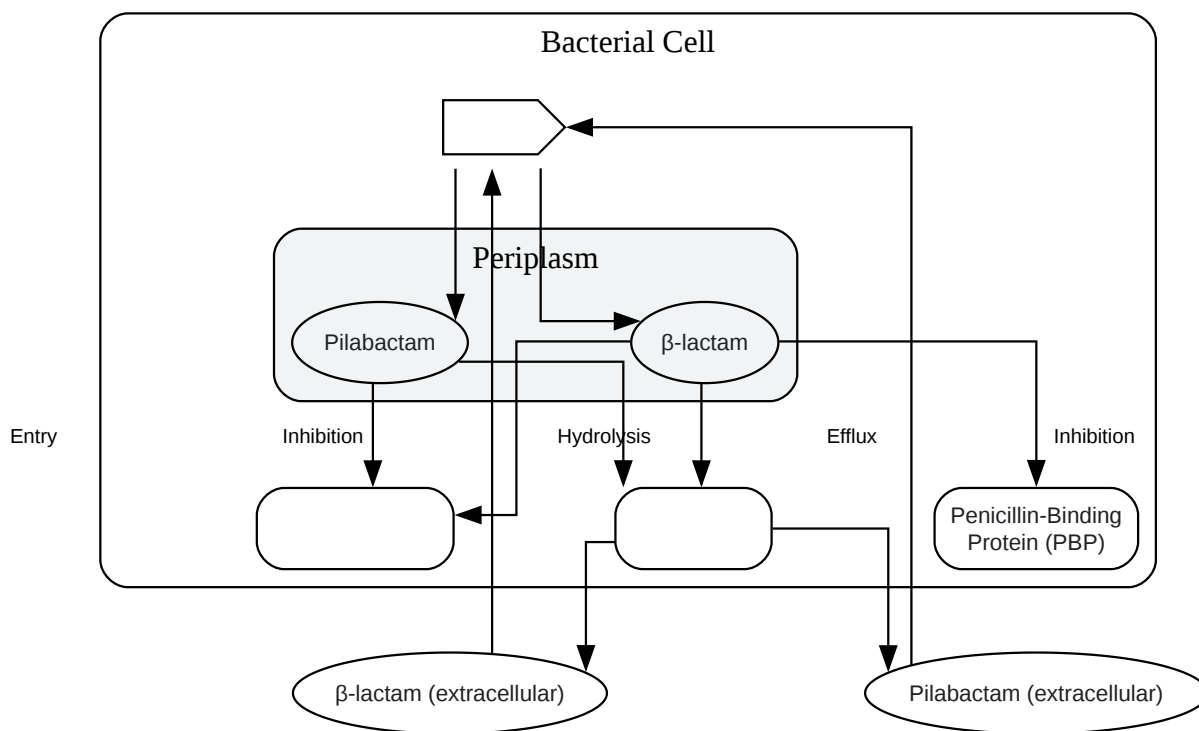 Bacterial Cell
Periplasm
Pilabactam
β-lactam
Entry
Inhibition
Hydrolysis
Efflux
Inhibition
Penicillin-Binding
Protein (PBP)
β-lactam (extracellular)
Pilabactam (extracellular)